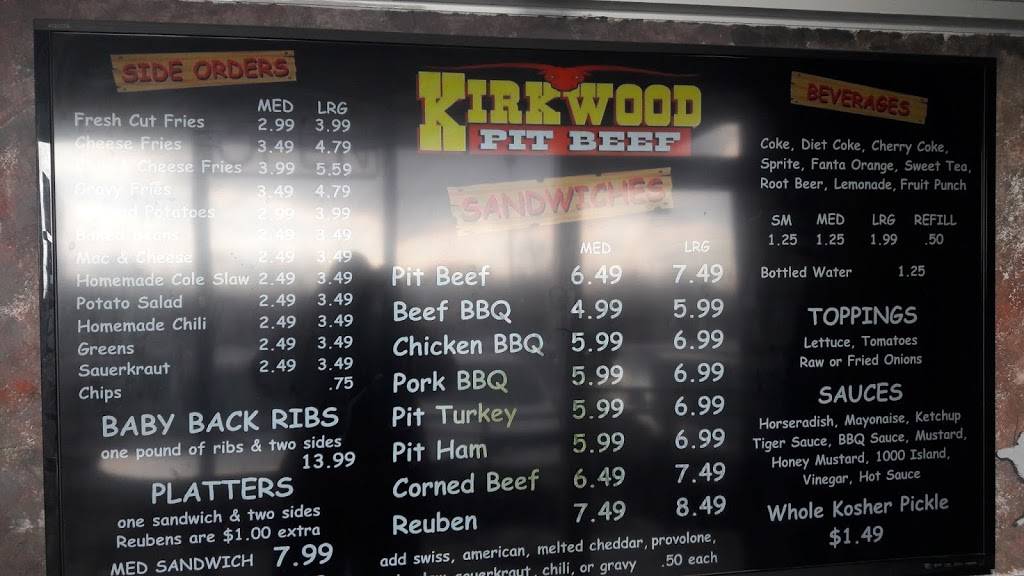 SIDE ORDERS
MED LRG
Fresh Cut Fries 2.99 3.99
Cheese Fries 3.49 4.79
Cheese Fries 3.99 5.59
Gravy Fries 3.49 4.79
Potatoes 2.99 3.99
Baked Beans 2.49 3.49
Mac & Cheese 2.49 3.49
Homemade Cole Slaw 2.49 3.49
Potato Salad 2.49 3.49
Homemade Chili 2.49 3.49
Greens 2.49 3.49
Sauerkraut 2.49 3.49
Chips .75
BABY BACK RIBS
one pound of ribs & two sides
13.99
PLATTERS
one sandwich & two sides
Reubens are $1.00 extra
MED SANDWICH 7.99
KIRKWOOD
PIT BEEF
SANDWICHES
MED LRG
Pit Beef 6.49 7.49
Beef BBQ 4.99 5.99
Chicken BBQ 5.99 6.99
Pork BBQ 5.99 6.99
Pit Turkey 5.99 6.99
Pit Ham 5.99 6.99
Corned Beef 6.49 7.49
Reuben 7.49 8.49
add swiss, american, melted cheddar, provolone,
sauerkraut, chili, or gravy .50 each
BEVERAGES
Coke, Diet Coke, Cherry Coke,
Sprite, Fanta Orange, Sweet Tea,
Root Beer, Lemonade, Fruit Punch
SM MED LRG REFILL
1.25 1.25 1.99 .50
Bottled Water 1.25
TOPPINGS
Lettuce, Tomatoes
Raw or Fried Onions
SAUCES
Horseradish, Mayonaise, Ketchup
Tiger Sauce, BBQ Sauce, Mustard,
Honey Mustard, 1000 Island,
Vinegar, Hot Sauce
Whole Kosher Pickle
$1.49